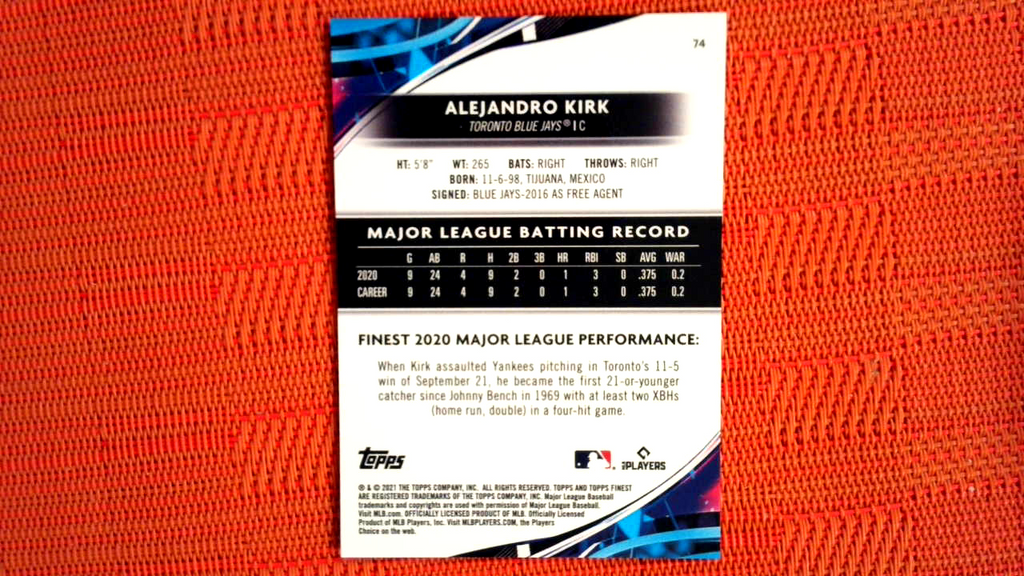 74
ALEJANDRO KIRK
TORONTO BLUE JAYS® | C
HT: 5'8" WT: 265 BATS: RIGHT THROWS: RIGHT
BORN: 11-6-98, TIJUANA, MEXICO
SIGNED: BLUE JAYS-2016 AS FREE AGENT
MAJOR LEAGUE BATTING RECORD
G AB R H 2B 3B HR RBI SB AVG WAR
2020 9 24 4 9 2 0 1 3 0 .375 0.2
CAREER 9 24 4 9 2 0 1 3 0 .375 0.2
FINEST 2020 MAJOR LEAGUE PERFORMANCE:
When Kirk assaulted Yankees pitching in Toronto's 11-5
win of September 21, he became the first 21-or-younger
catcher since Johnny Bench in 1969 with at least two XBHs
(home run, double) in a four-hit game.
topps PLAYERS
® & © 2021 THE TOPPS COMPANY, INC. ALL RIGHTS RESERVED. TOPPS AND TOPPS FINEST
ARE REGISTERED TRADEMARKS OF THE TOPPS COMPANY, INC. Major League Baseball
trademarks and copyrights are used with permission of Major League Baseball.
Visit MLB.com. OFFICIALLY LICENSED PRODUCT OF MLB. Officially Licensed
Product of MLB Players, Inc. Visit MLBPLAYERS.COM, the Players
Choice on the web.